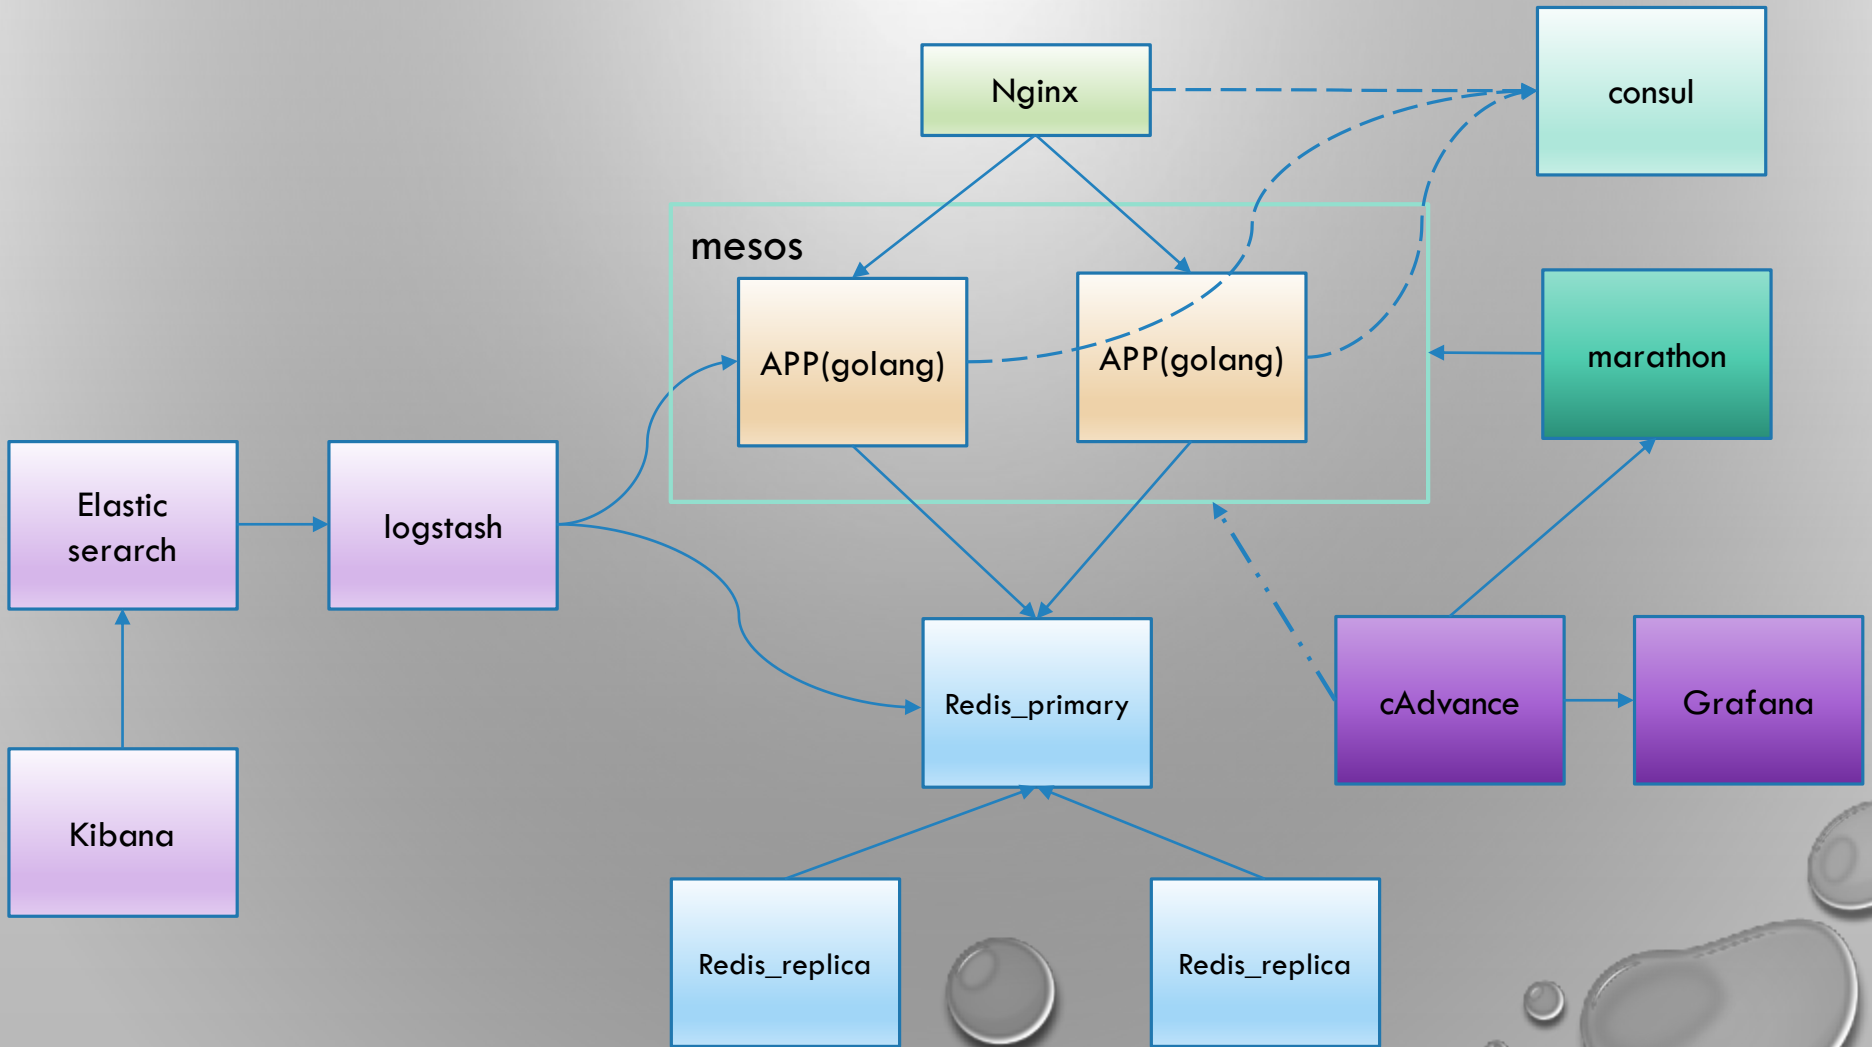 Nginx
consul
mesos
APP(golang)
APP(golang)
marathon
Elastic
serarch
logstash
Redis_primary
cAdvance
Grafana
Kibana
Redis_replica
Redis_replica